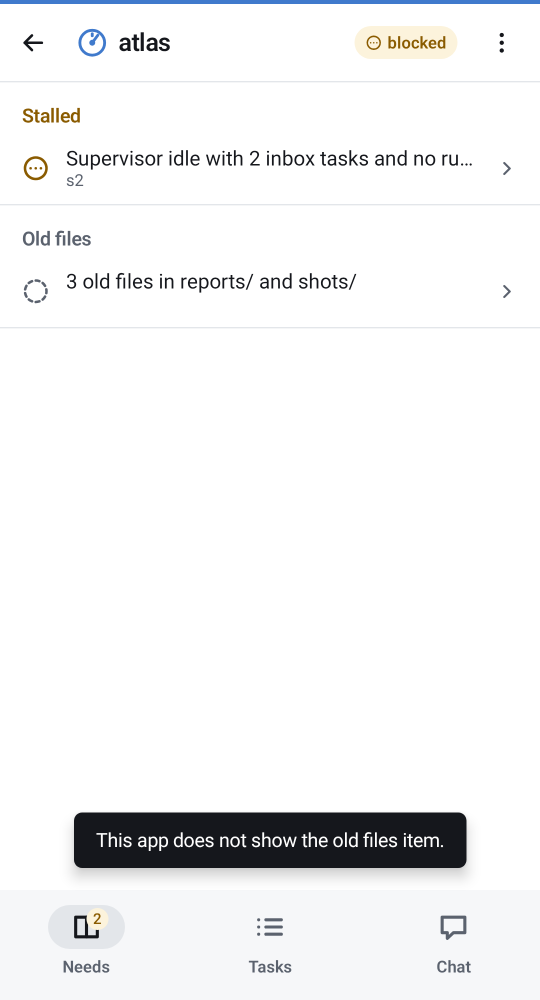 atlas
blocked
Stalled
Supervisor idle with 2 inbox tasks and no ru…
s2
Old files
3 old files in reports/ and shots/
This app does not show the old files item.
2
Needs
Tasks
Chat